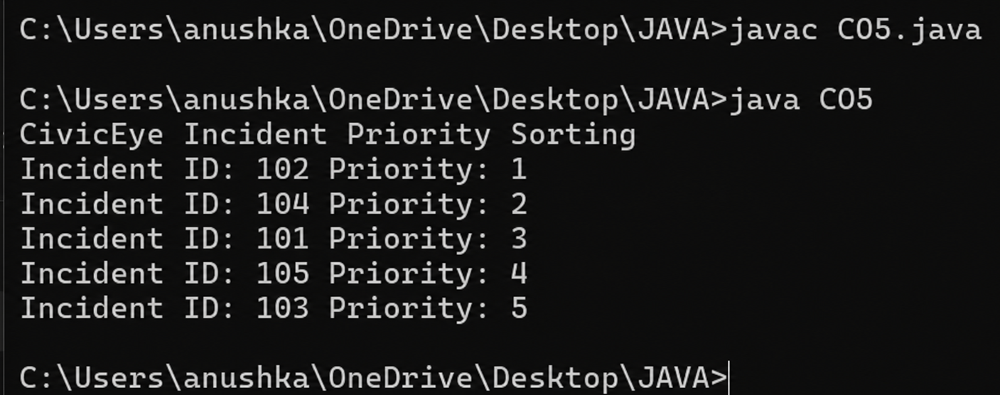 C:\Users\anushka\OneDrive\Desktop\JAVA>javac CO5.java
C:\Users\anushka\OneDrive\Desktop\JAVA>java CO5
CivicEye Incident Priority Sorting
Incident ID: 102 Priority: 1
Incident ID: 104 Priority: 2
Incident ID: 101 Priority: 3
Incident ID: 105 Priority: 4
Incident ID: 103 Priority: 5
C:\Users\anushka\OneDrive\Desktop\JAVA>